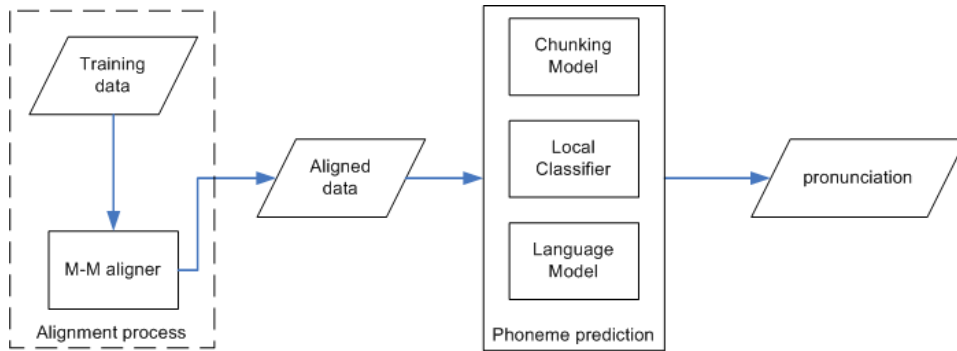 Training
data
M-M aligner
Alignment process
Aligned
data
Chunking
Model
Local
Classifier
Language
Model
Phoneme prediction
pronunciation